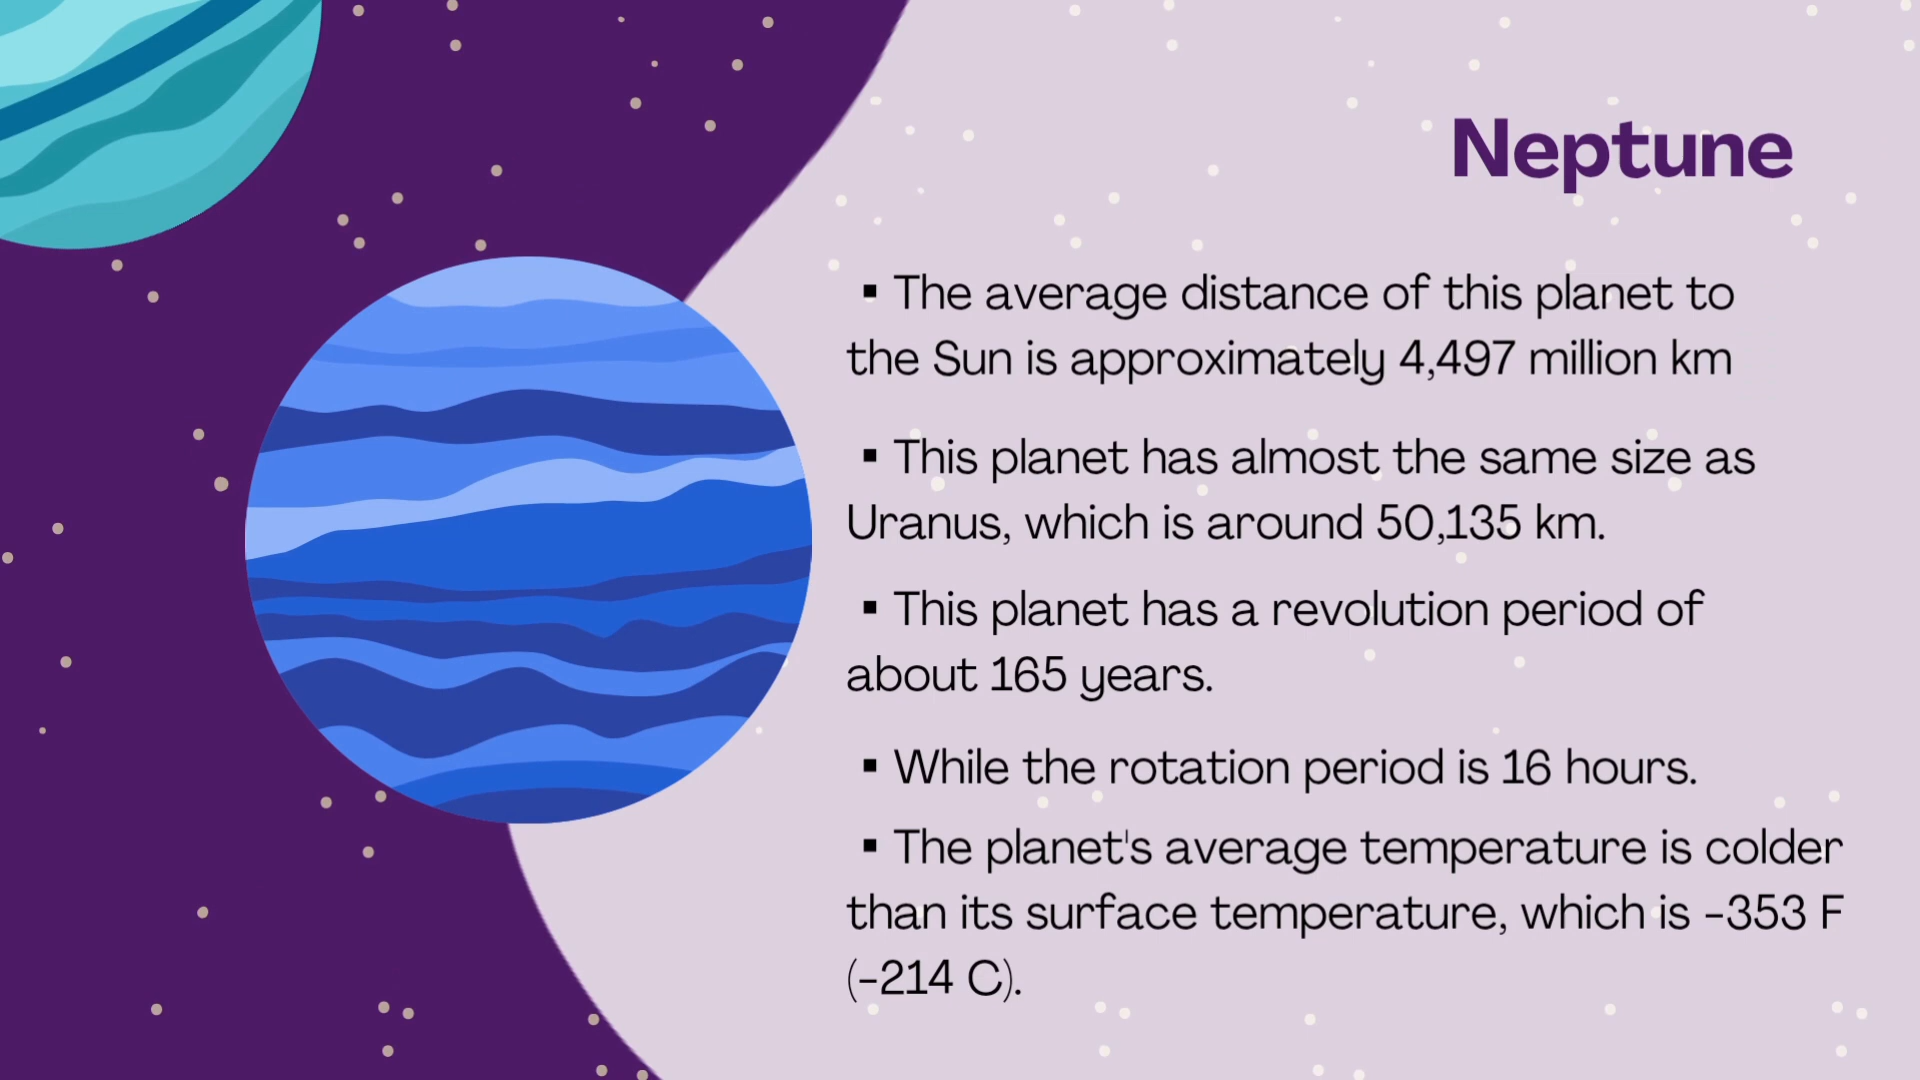 Neptune
▪ The average distance of this planet to
the Sun is approximately 4,497 million km
▪ This planet has almost the same size as
Uranus, which is around 50,135 km.
▪ This planet has a revolution period of
about 165 years.
▪ While the rotation period is 16 hours.
▪ The planet's average temperature is colder
than its surface temperature, which is -353 F
(-214 C).